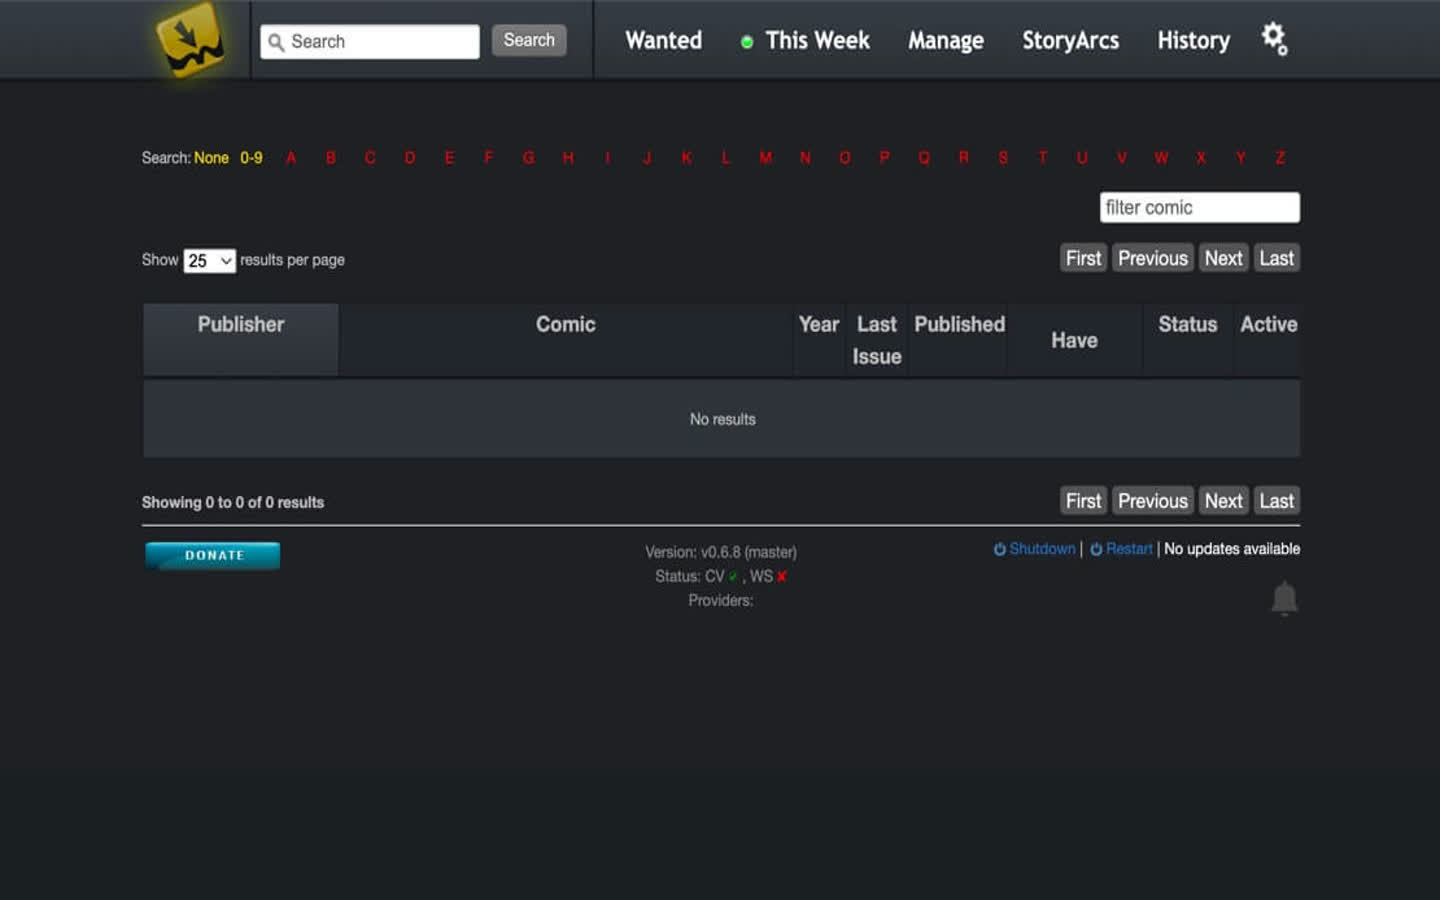 Search Search Wanted This Week Manage StoryArcs History
Search: None 0-9 A B C D E F G H I J K L M N O P Q R S T U V W X Y Z
filter comic
Show 25 results per page First Previous Next Last
Publisher Comic Year Last Issue Published Have Status Active
No results
Showing 0 to 0 of 0 results First Previous Next Last
DONATE Version: v0.6.8 (master) Shutdown | Restart | No updates available
Status: CV ✓ , WS ✘
Providers: